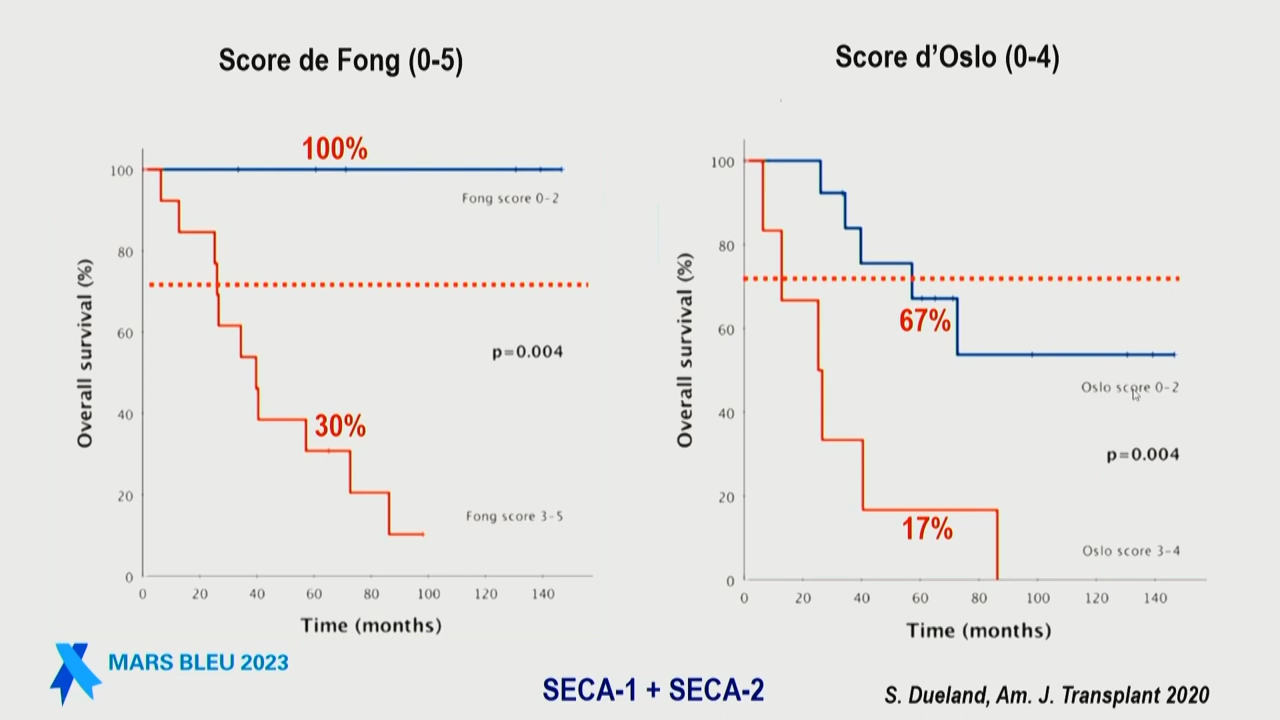 Score de Fong (0-5)
100%
100
80
60
40
20
0
Overall survival (%)
Fong score 0-2
p=0.004
30%
Fong score 3-5
0 20 40 60 80 100 120 140
Time (months)
Score d’Oslo (0-4)
100
80
60
40
20
0
Overall survival (%)
67%
Oslo score 0-2
p=0.004
17%
Oslo score 3-4
0 20 40 60 80 100 120 140
Time (months)
MARS BLEU 2023
SECA-1 + SECA-2
S. Dueland, Am. J. Transplant 2020